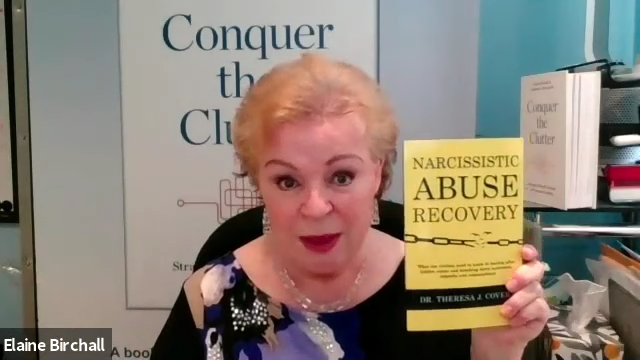 Conquer
the
Clu
Stra
A boo
Conquer
the
Clutter
NARCISSISTIC
ABUSE
RECOVERY
DR. THERESA J. COVE
Elaine Birchall